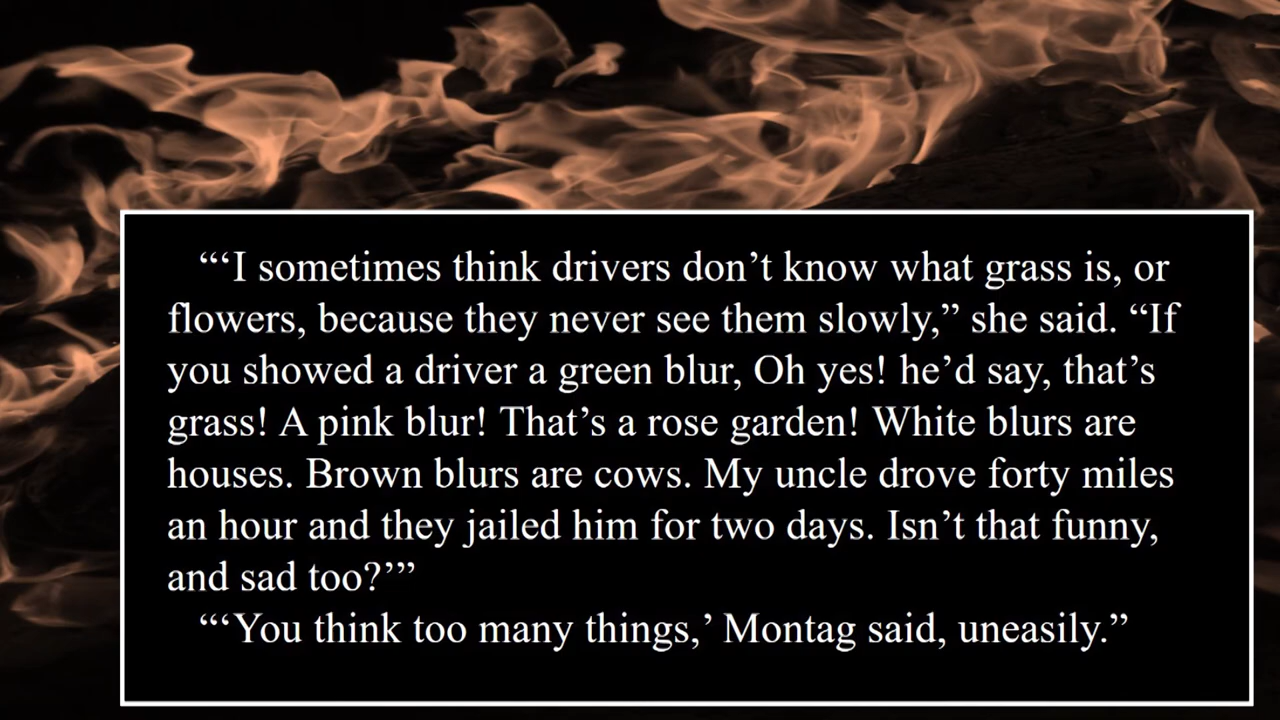 “‘I sometimes think drivers don’t know what grass is, or
flowers, because they never see them slowly,” she said. “If
you showed a driver a green blur, Oh yes! he’d say, that’s
grass! A pink blur! That’s a rose garden! White blurs are
houses. Brown blurs are cows. My uncle drove forty miles
an hour and they jailed him for two days. Isn’t that funny,
and sad too?’”
“‘You think too many things,’ Montag said, uneasily.”